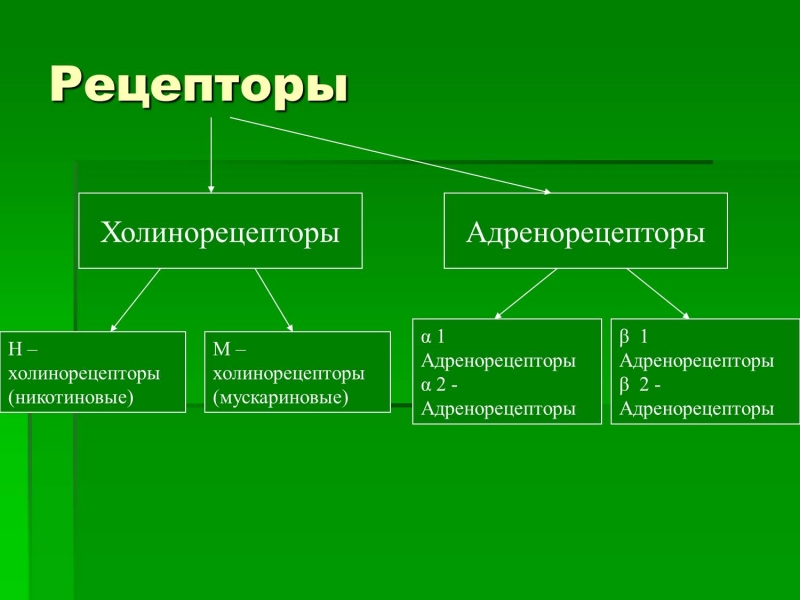 Рецепторы
Холинорецепторы
Адренорецепторы
Н –
холинорецепторы
(никотиновые)
М –
холинорецепторы
(мускариновые)
α 1
Адренорецепторы
α 2 -
Адренорецепторы
β 1
Адренорецепторы
β 2 -
Адренорецепторы